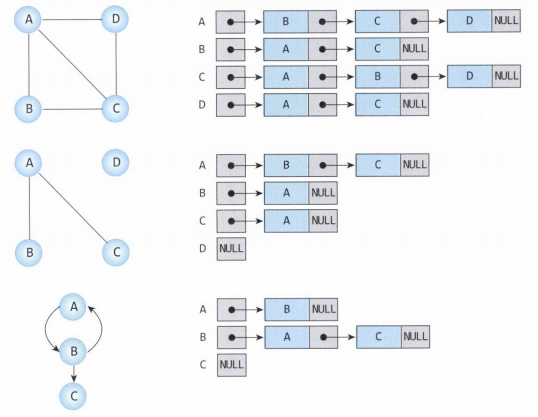 A D
B C
A B C D NULL
B A C NULL
C A B D NULL
D A C NULL
A D
B C
A B C NULL
B A NULL
C A NULL
D NULL
A
B
C
A B NULL
B A C NULL
C NULL